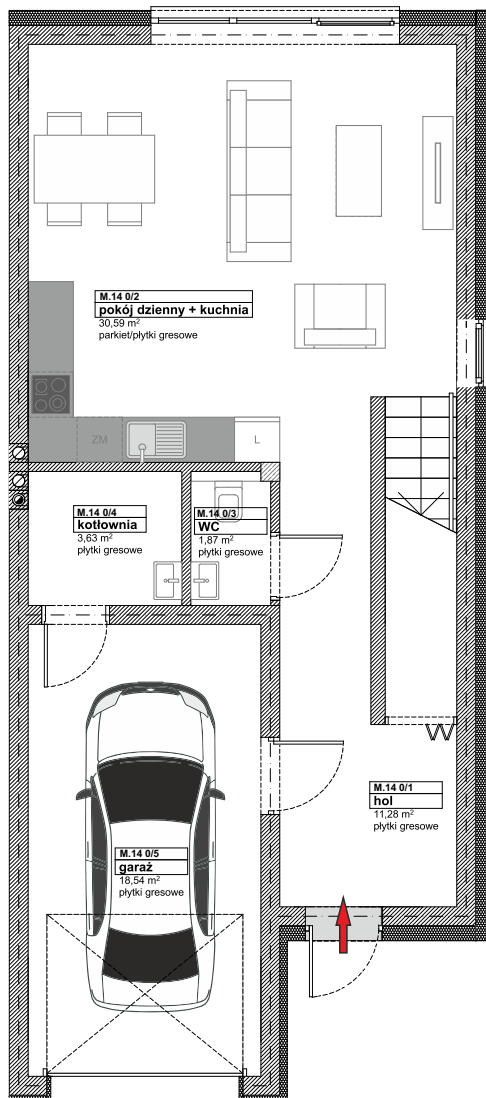 M.14 0/2
pokój dzienny + kuchnia
30,59 m²
parkiet/płytki gresowe
ZM
L
M.14 0/4
kotłownia
3,63 m²
płytki gresowe
M.14 0/3
WC
1,87 m²
płytki gresowe
M.14 0/1
hol
11,28 m²
płytki gresowe
M.14 0/5
garaż
18,54 m²
płytki gresowe